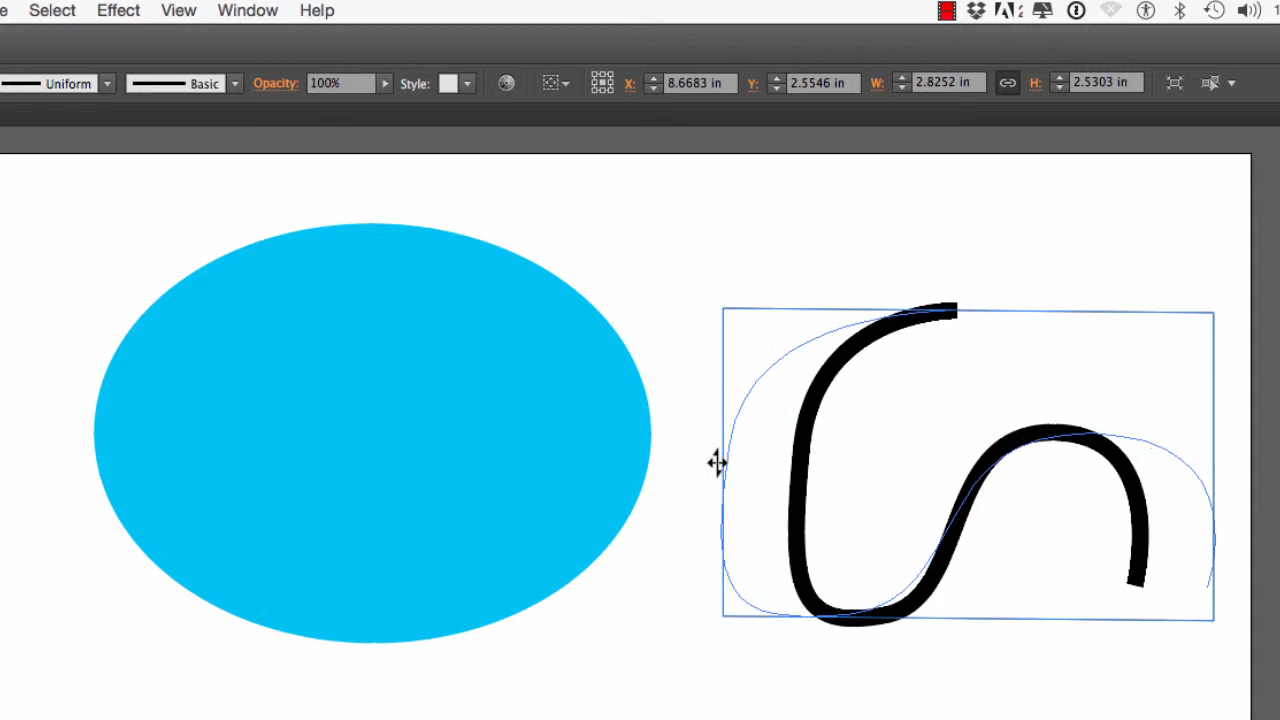 Select Effect View Window Help
Uniform Basic Opacity: 100% Style: X: 8.6683 in Y: 2.5546 in W: 2.8252 in H: 2.5303 in